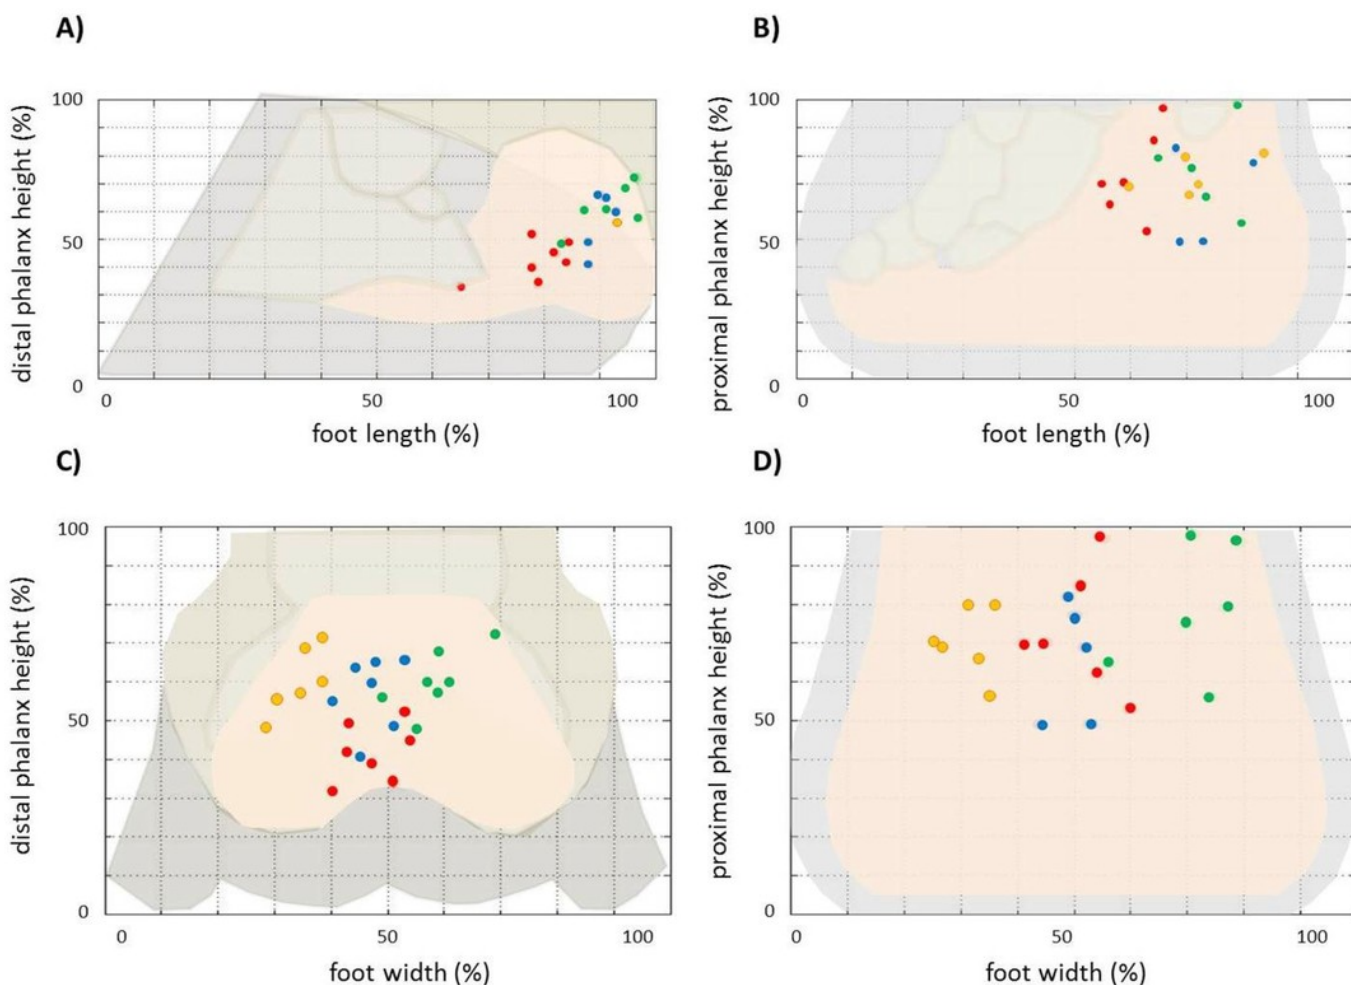 A)
100
50
0
distal phalanx height (%)
0 50 100
foot length (%)
B)
100
50
0
proximal phalanx height (%)
0 50 100
foot length (%)
C)
100
50
0
distal phalanx height (%)
0 50 100
foot width (%)
D)
100
50
0
proximal phalanx height (%)
0 50 100
foot width (%)